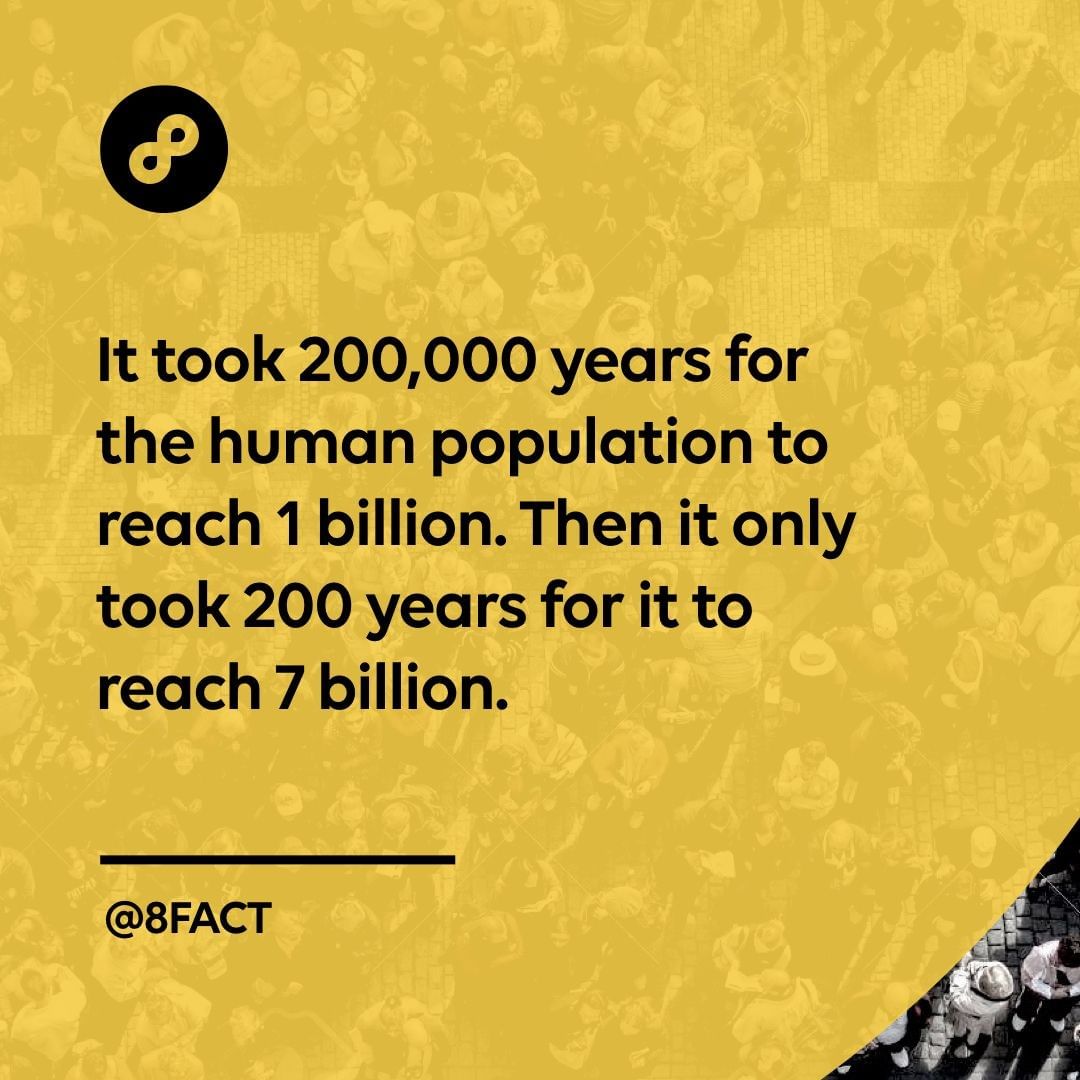 It took 200,000 years for
the human population to
reach 1 billion. Then it only
took 200 years for it to
reach 7 billion.
@8FACT